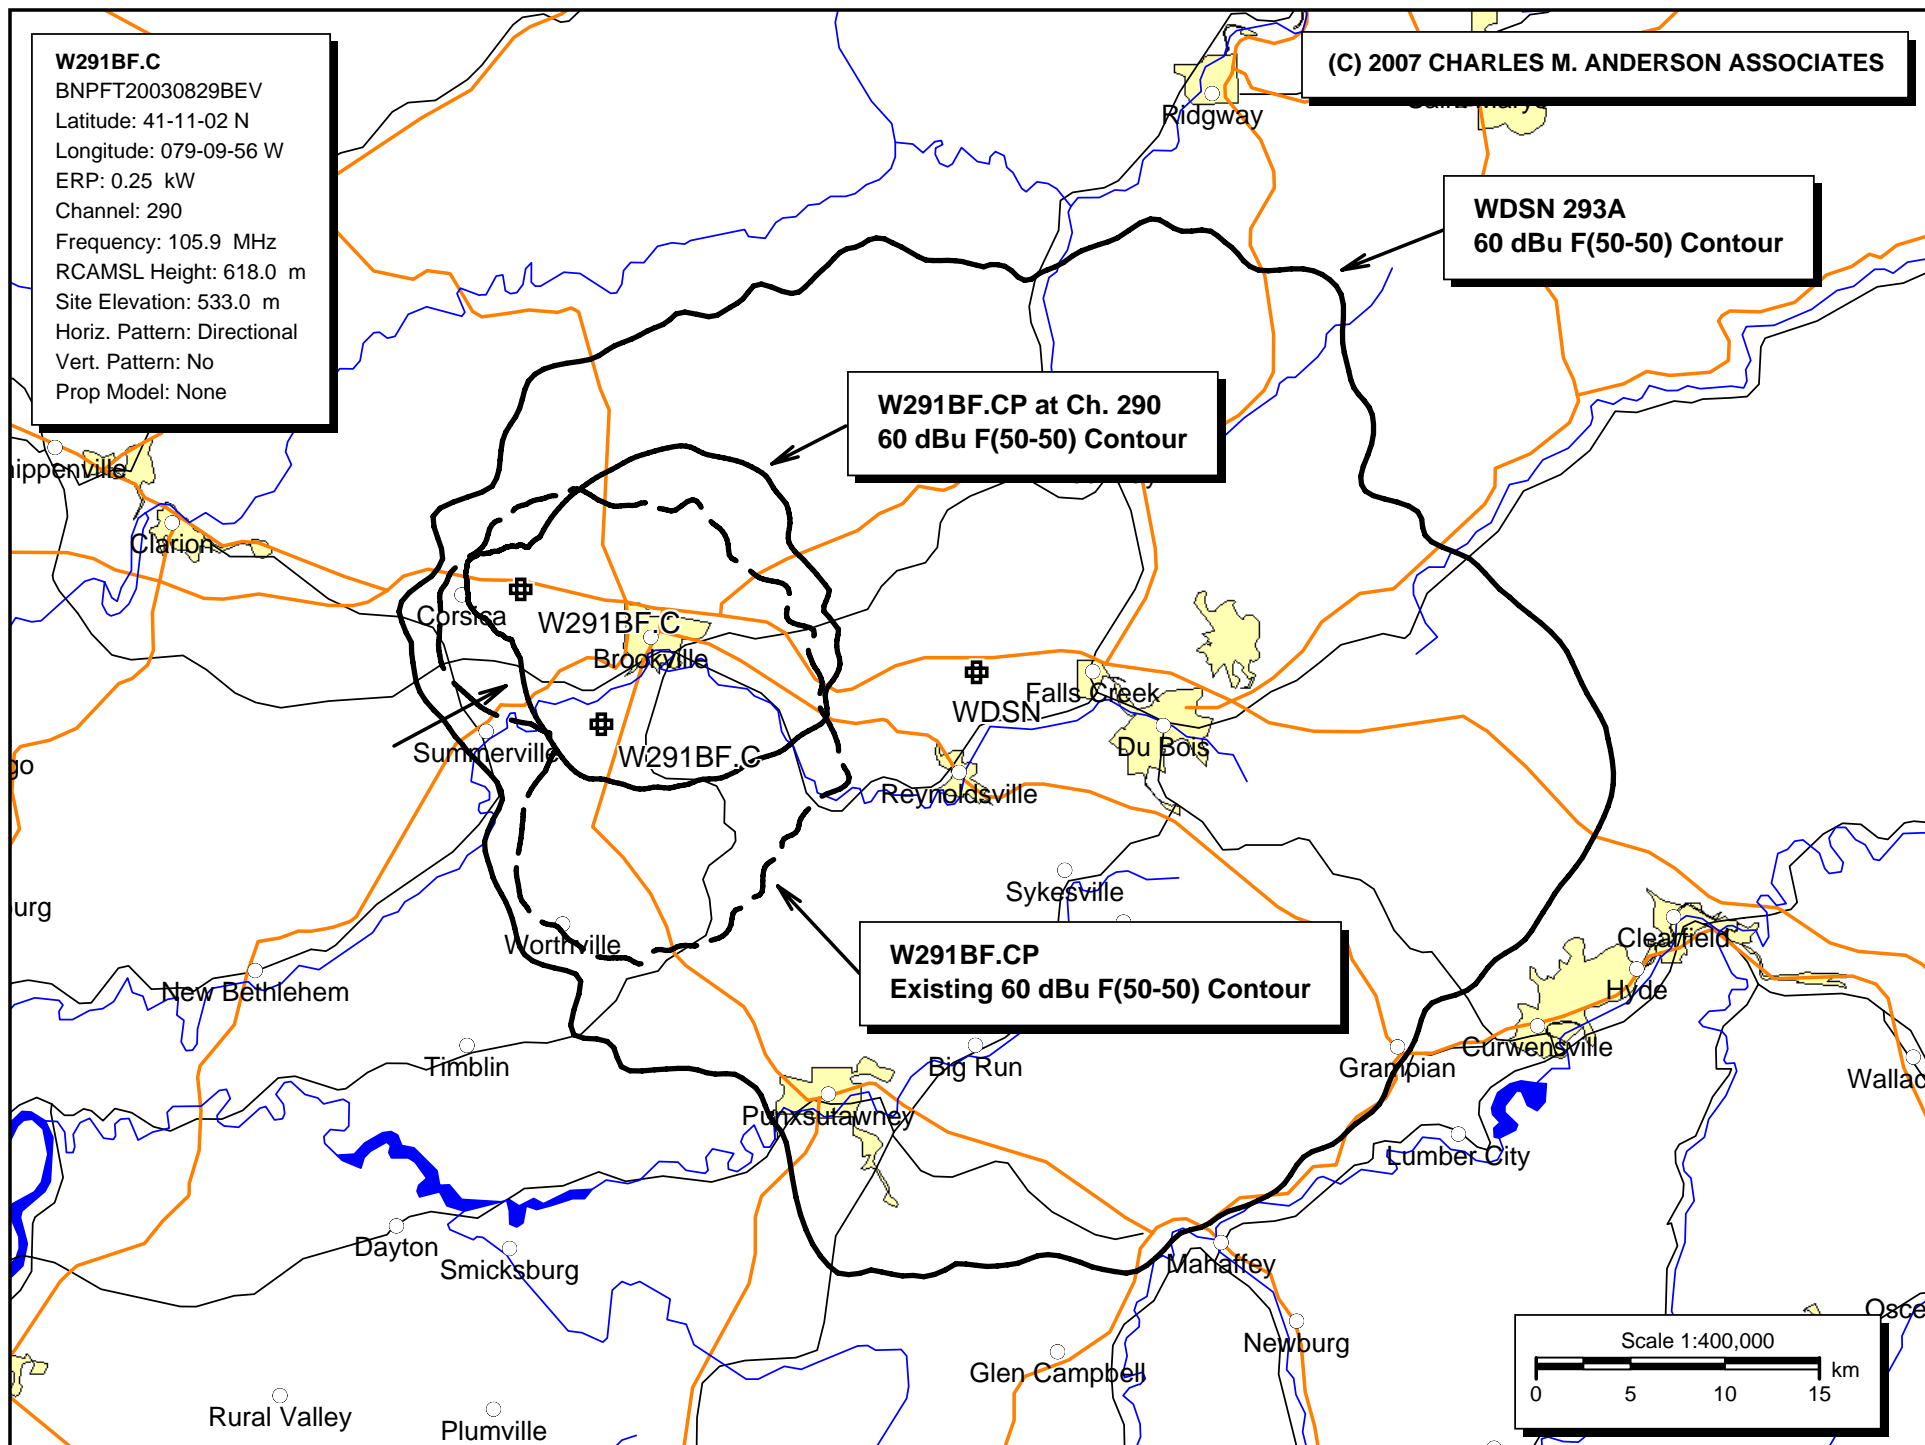 W291BF.C
BNPFT20030829BEV
Latitude: 41-11-02 N
Longitude: 079-09-56 W
ERP: 0.25 kW
Channel: 290
Frequency: 105.9 MHz
RCAMSL Height: 618.0 m
Site Elevation: 533.0 m
Horiz. Pattern: Directional
Vert. Pattern: No
Prop Model: None
(C) 2007 CHARLES M. ANDERSON ASSOCIATES
Ridgway
WDSN 293A
60 dBu F(50-50) Contour
W291BF.CP at Ch. 290
60 dBu F(50-50) Contour
hippenville
Clarion
Corsica
W291BF.C
Brookville
Falls Creek
WDSN
Du Bois
Summerville
W291BF.C
go
Reynoldsville
Sykesville
urg
Worthville
Clearfield
W291BF.CP
Existing 60 dBu F(50-50) Contour
New Bethlehem
Hyde
Curwensville
Timblin
Big Run
Grampian
Wallac
Punxsutawney
Lumber City
Dayton
Smicksburg
Mahaffey
Osce
Newburg
Glen Campbell
Rural Valley
Plumville
Scale 1:400,000
km
0 5 10 15